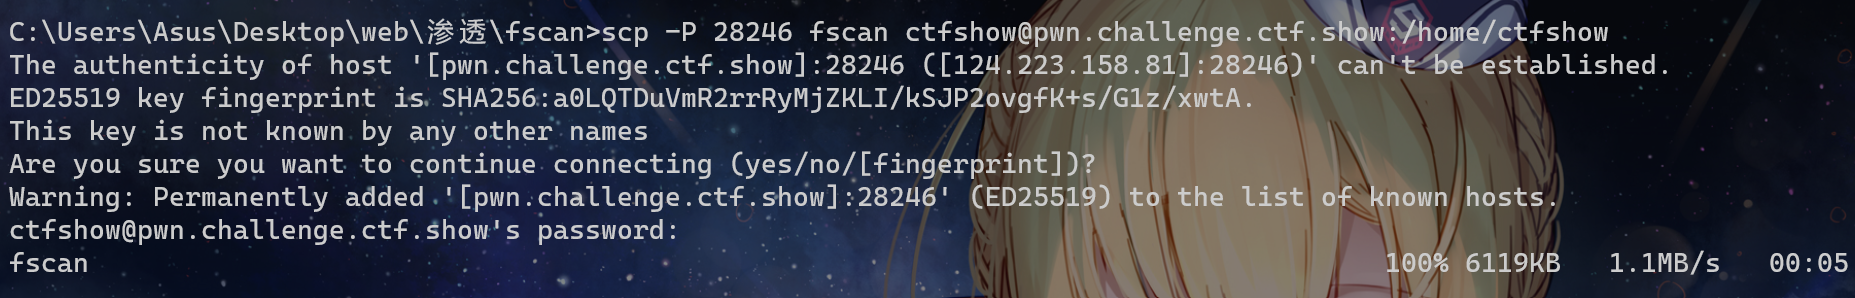 C:\Users\Asus\Desktop\web\渗透\fscan>scp -P 28246 fscan ctfshow@pwn.challenge.ctf.show:/home/ctfshow
The authenticity of host '[pwn.challenge.ctf.show]:28246 ([124.223.158.81]:28246)' can't be established.
ED25519 key fingerprint is SHA256:a0LQTDuVmR2rrRyMjZKLI/kSJP2ovgfK+s/G1z/xwtA.
This key is not known by any other names
Are you sure you want to continue connecting (yes/no/[fingerprint])?
Warning: Permanently added '[pwn.challenge.ctf.show]:28246' (ED25519) to the list of known hosts.
ctfshow@pwn.challenge.ctf.show's password:
fscan 100% 6119KB 1.1MB/s 00:05